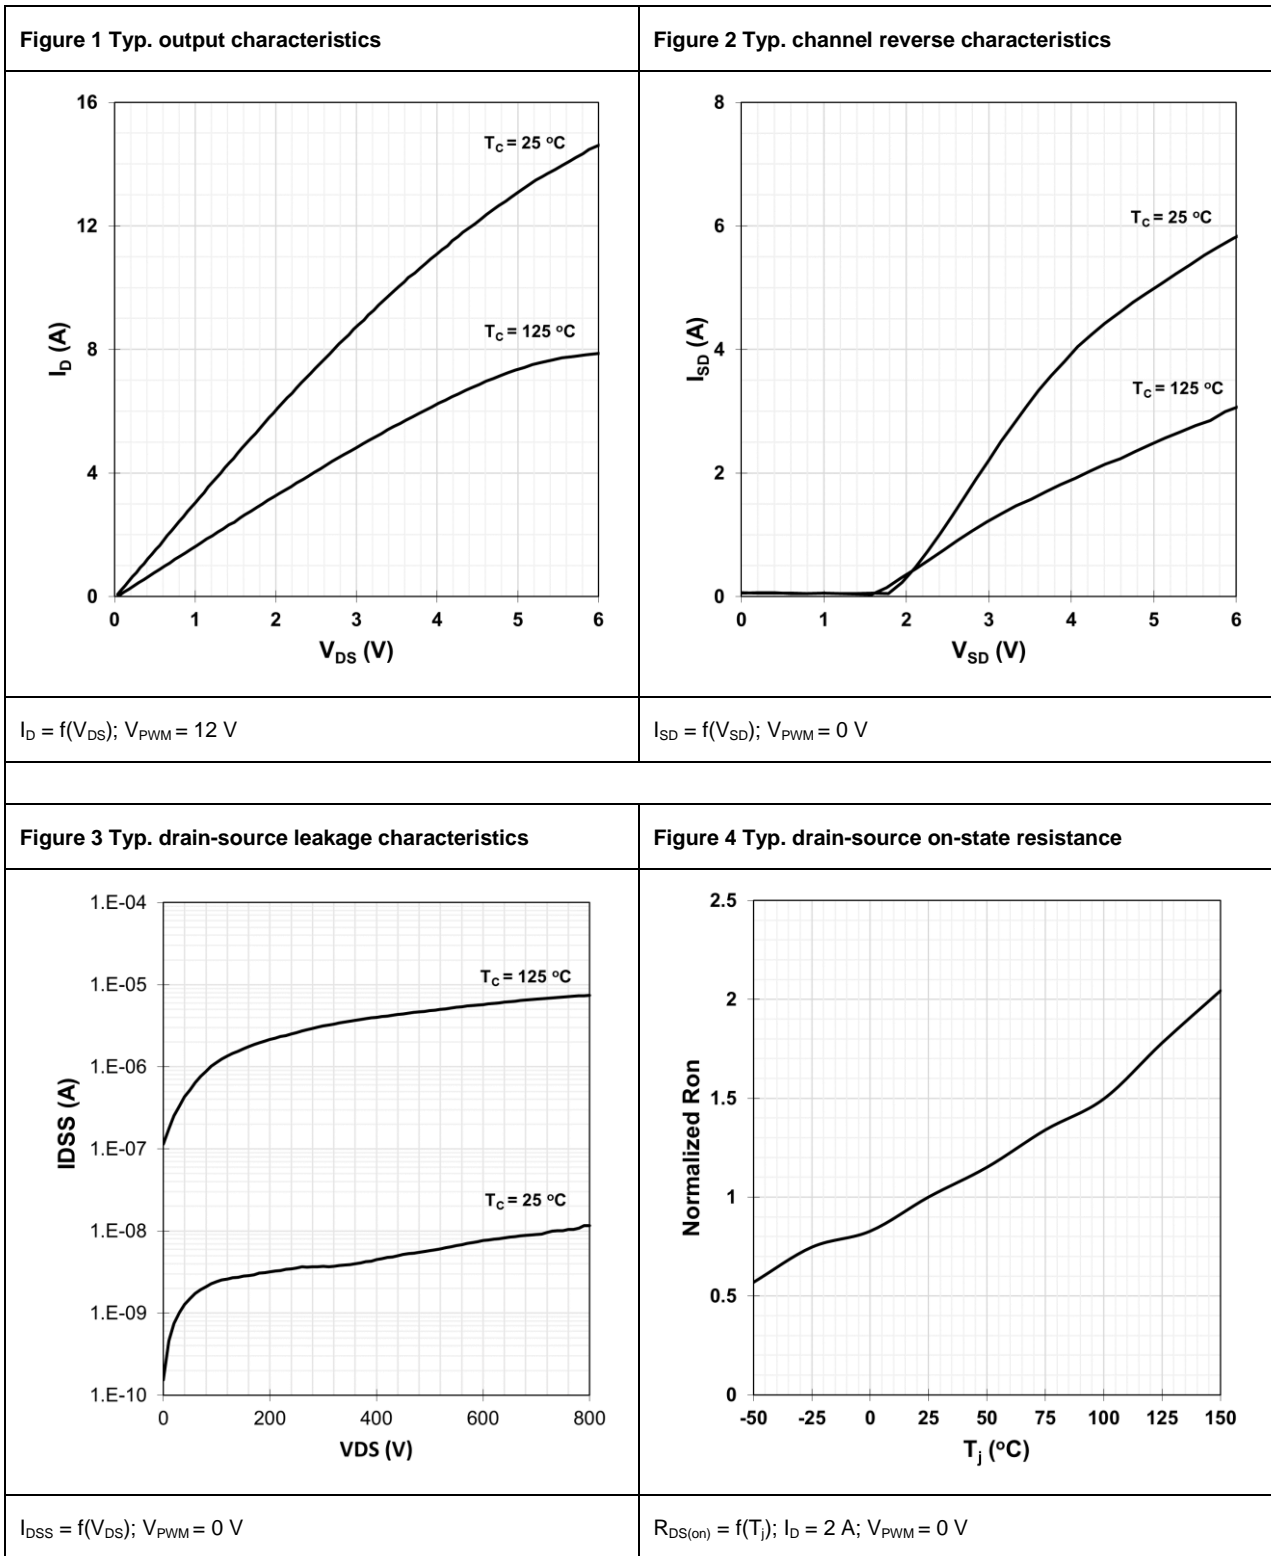 Figure 1 Typ. output characteristics
Figure 2 Typ. channel reverse characteristics
16
12
8
4
0
I_D (A)
T_C = 25 °C
T_C = 125 °C
0 1 2 3 4 5 6
V_DS (V)
8
6
4
2
0
I_SD (A)
T_C = 25 °C
T_C = 125 °C
0 1 2 3 4 5 6
V_SD (V)
I_D = f(V_DS); V_PWM = 12 V
I_SD = f(V_SD); V_PWM = 0 V
Figure 3 Typ. drain-source leakage characteristics
Figure 4 Typ. drain-source on-state resistance
1.E-04
1.E-05
1.E-06
1.E-07
1.E-08
1.E-09
1.E-10
IDSS (A)
T_C = 125 °C
T_C = 25 °C
0 200 400 600 800
VDS (V)
2.5
2
1.5
1
0.5
0
Normalized Ron
-50 -25 0 25 50 75 100 125 150
T_j (°C)
I_DSS = f(V_DS); V_PWM = 0 V
R_DS(on) = f(T_j); I_D = 2 A; V_PWM = 0 V